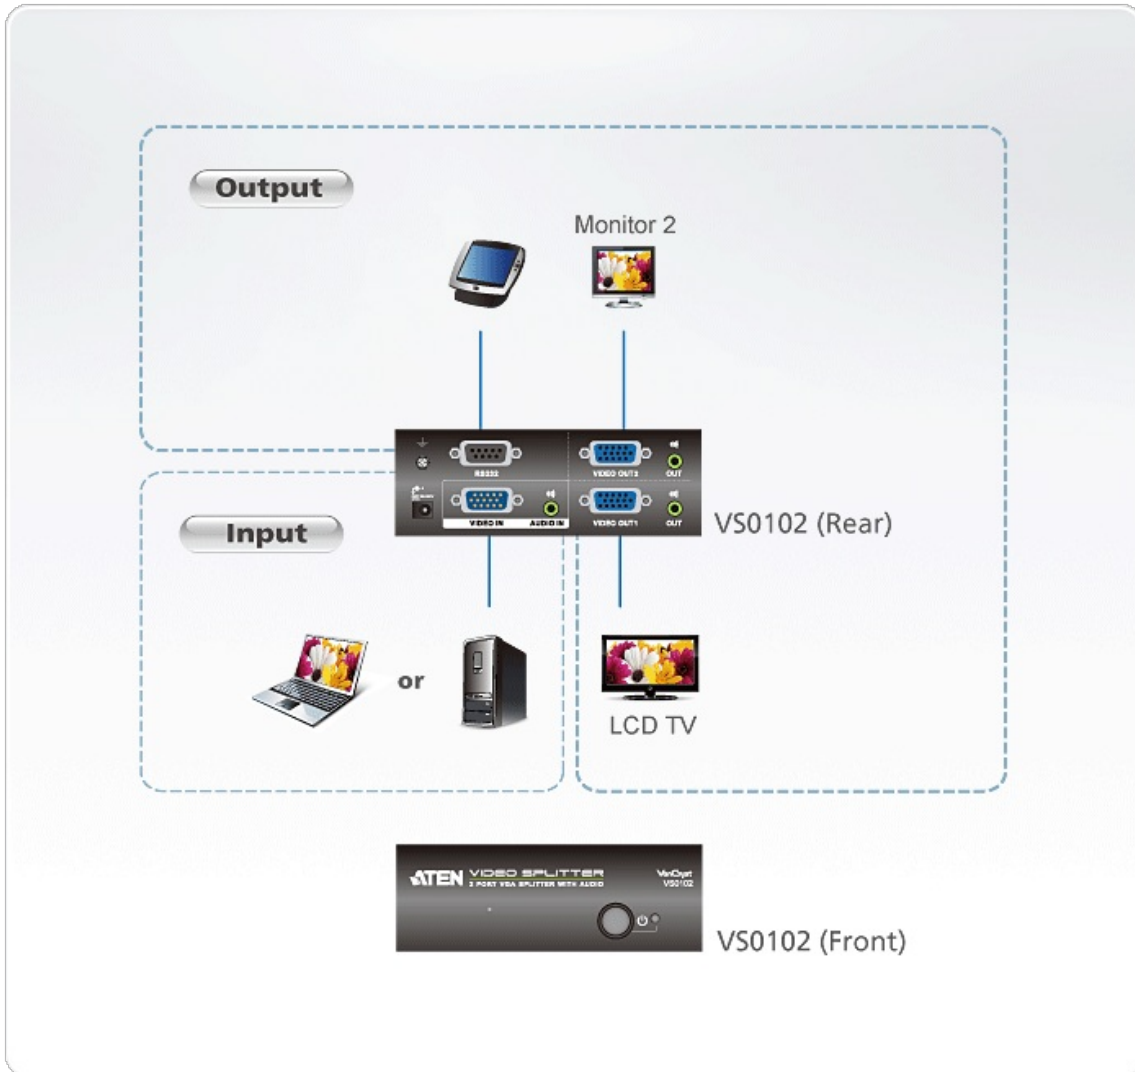 Output
Monitor 2
RS232
VIDEO OUT2
OUT
VIDEO IN
AUDIO IN
VIDEO OUT1
OUT
VS0102 (Rear)
Input
or
LCD TV
ATEN VIDEO SPLITTER
2 PORT VGA SPLITTER WITH AUDIO
VanCryst
VS0102
VS0102 (Front)